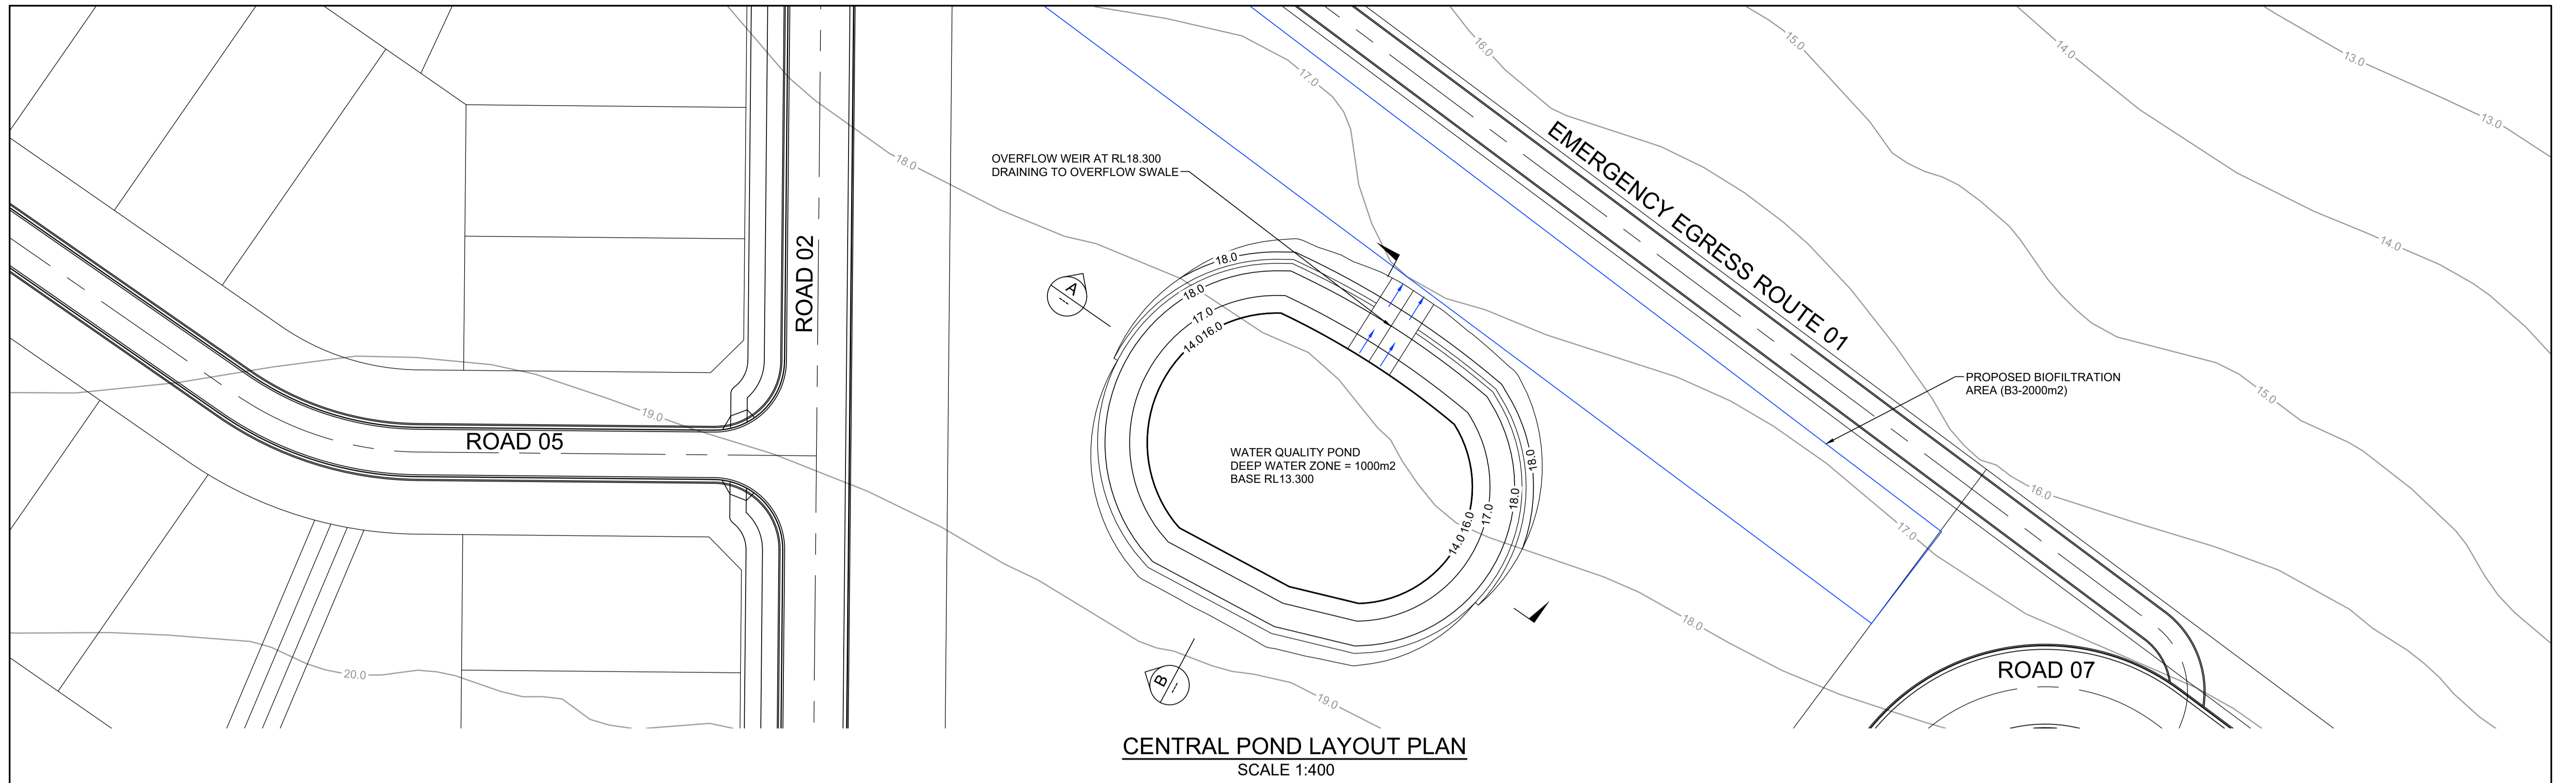 13.0
16.0
15.0
14.0
17.0
13.0
EMERGENCY EGRESS ROUTE 01
OVERFLOW WEIR AT RL18.300
DRAINING TO OVERFLOW SWALE
18.0
14.0
ROAD 02
18.0
A
---
18.0
17.0
14.0
16.0
PROPOSED BIOFILTRATION
AREA (B3-2000m2)
15.0
19.0
ROAD 05
WATER QUALITY POND
DEEP WATER ZONE = 1000m2
BASE RL13.300
18.0
18.0
17.0
16.0
14.0
16.0
17.0
18.0
ROAD 07
20.0
B
---
19.0
CENTRAL POND LAYOUT PLAN
SCALE 1:400